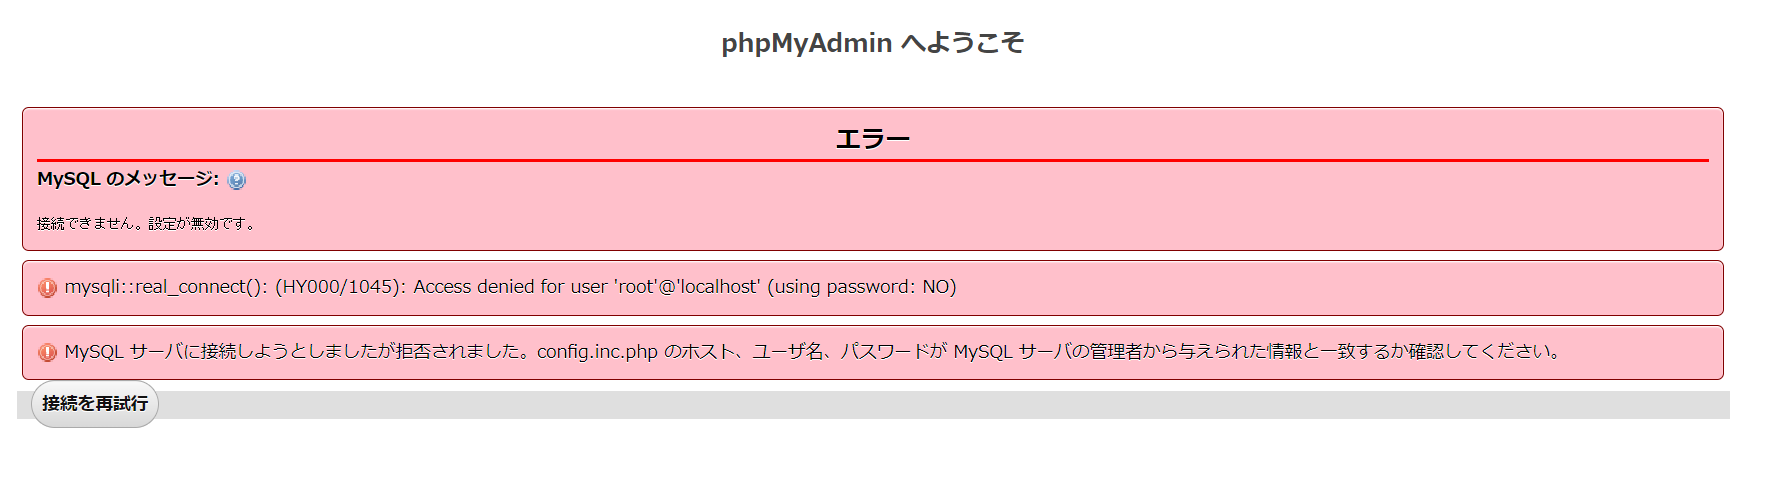 phpMyAdmin へようこそ
エラー
MySQL のメッセージ:
接続できません。設定が無効です。
mysqli::real_connect(): (HY000/1045): Access denied for user 'root'@'localhost' (using password: NO)
MySQL サーバに接続しようとしましたが拒否されました。config.inc.php のホスト、ユーザ名、パスワードが MySQL サーバの管理者から与えられた情報と一致するか確認してください。
接続を再試行